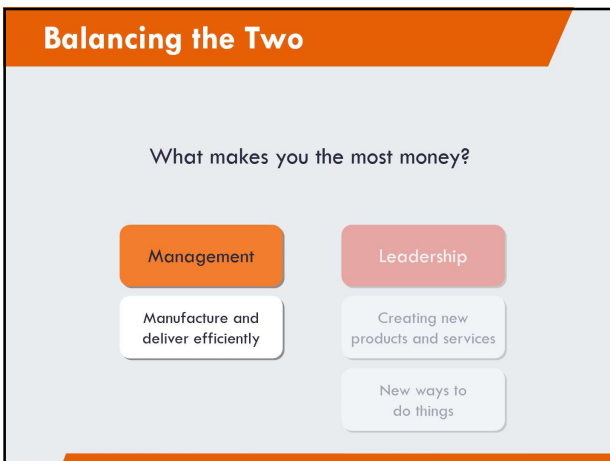 Balancing the Two
What makes you the most money?
Management
Manufacture and
deliver efficiently
Leadership
Creating new
products and services
New ways to
do things